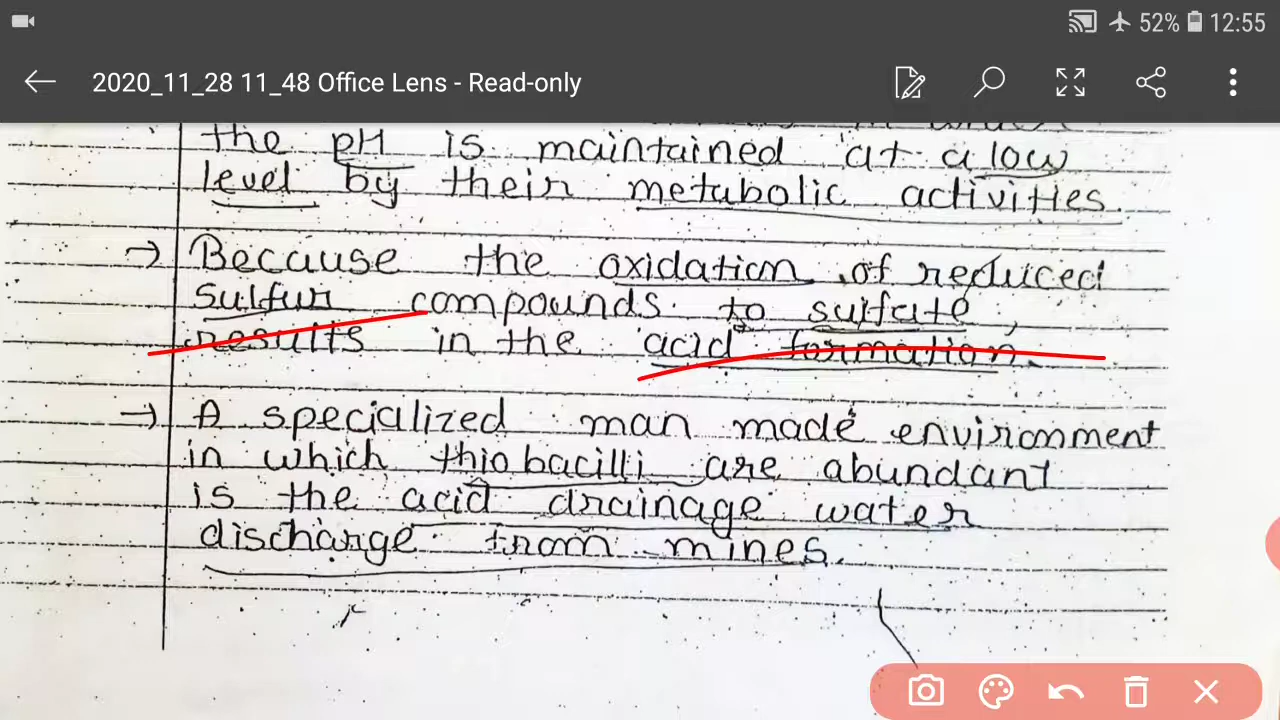 52% 12:55
2020_11_28 11_48 Office Lens - Read-only
the pH is maintained at a low
level by their metabolic activities.
→ Because the oxidation of reduced
sulfur compounds to sulfate,
results in the acid formation.
→ A specialized man made environment
in which thiobacilli are abundant
is the acid drainage water
discharge from mines.